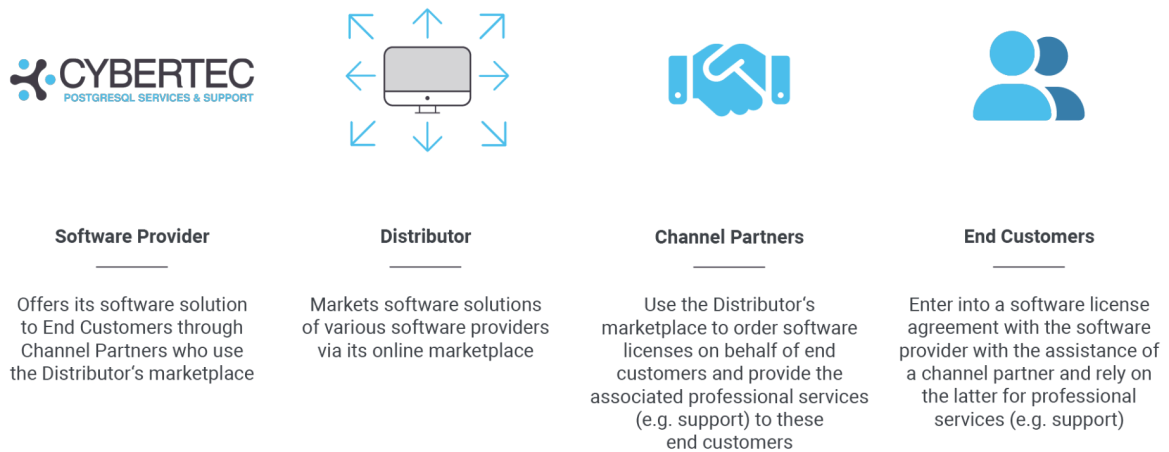 CYBERTEC
POSTGRESQL SERVICES & SUPPORT
Software Provider
Offers its software solution
to End Customers through
Channel Partners who use
the Distributor‘s marketplace
Distributor
Markets software solutions
of various software providers
via its online marketplace
Channel Partners
Use the Distributor‘s
marketplace to order software
licenses on behalf of end
customers and provide the
associated professional services
(e.g. support) to these
end customers
End Customers
Enter into a software license
agreement with the software
provider with the assistance of
a channel partner and rely on
the latter for professional
services (e.g. support)